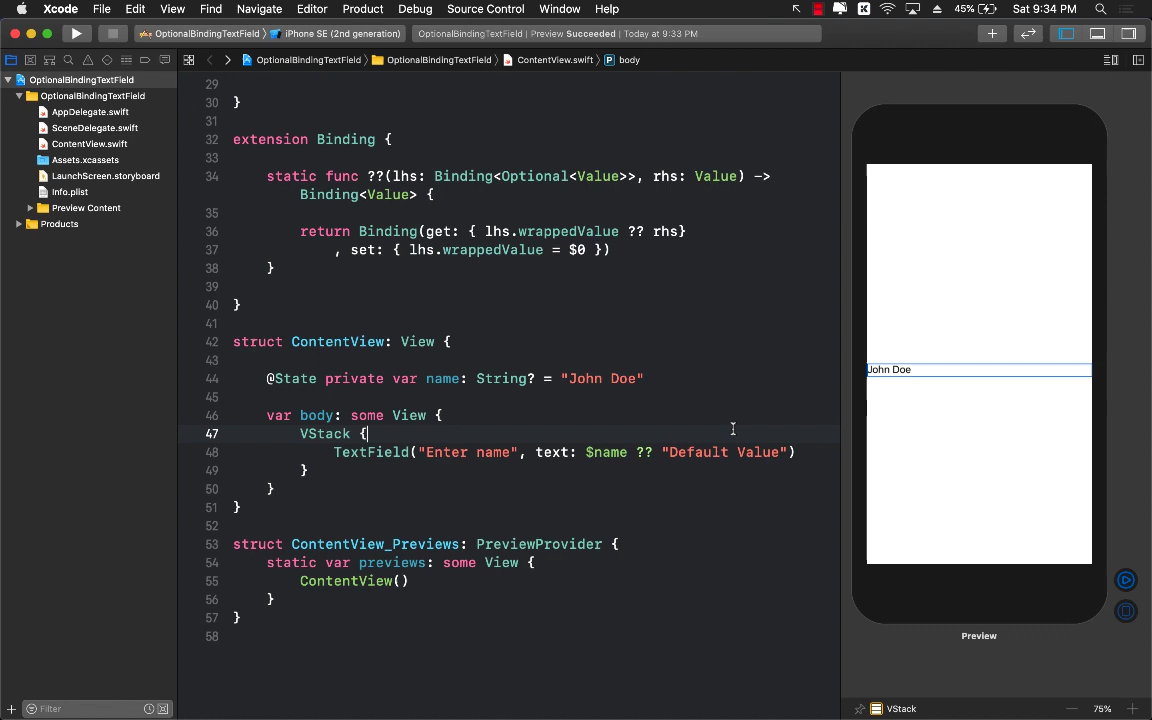 Xcode File Edit View Find Navigate Editor Product Debug Source Control Window Help 45% Sat 9:34 PM
OptionalBindingTextField iPhone SE (2nd generation) OptionalBindingTextField | Preview Succeeded | Today at 9:33 PM
OptionalBindingTextField OptionalBindingTextField ContentView.swift P body
OptionalBindingTextField
OptionalBindingTextField
AppDelegate.swift
SceneDelegate.swift
ContentView.swift
Assets.xcassets
LaunchScreen.storyboard
Info.plist
Preview Content
Products
29
30 }
31
32 extension Binding {
33
34 static func ??(lhs: Binding<Optional<Value>>, rhs: Value) ->
Binding<Value> {
35
36 return Binding(get: { lhs.wrappedValue ?? rhs}
37 , set: { lhs.wrappedValue = $0 })
38 }
39
40 }
41
42 struct ContentView: View {
43
44 @State private var name: String? = "John Doe"
45
46 var body: some View {
47 VStack {
48 TextField("Enter name", text: $name ?? "Default Value")
49 }
50 }
51 }
52
53 struct ContentView_Previews: PreviewProvider {
54 static var previews: some View {
55 ContentView()
56 }
57 }
58
John Doe
Preview
Filter
VStack 75%